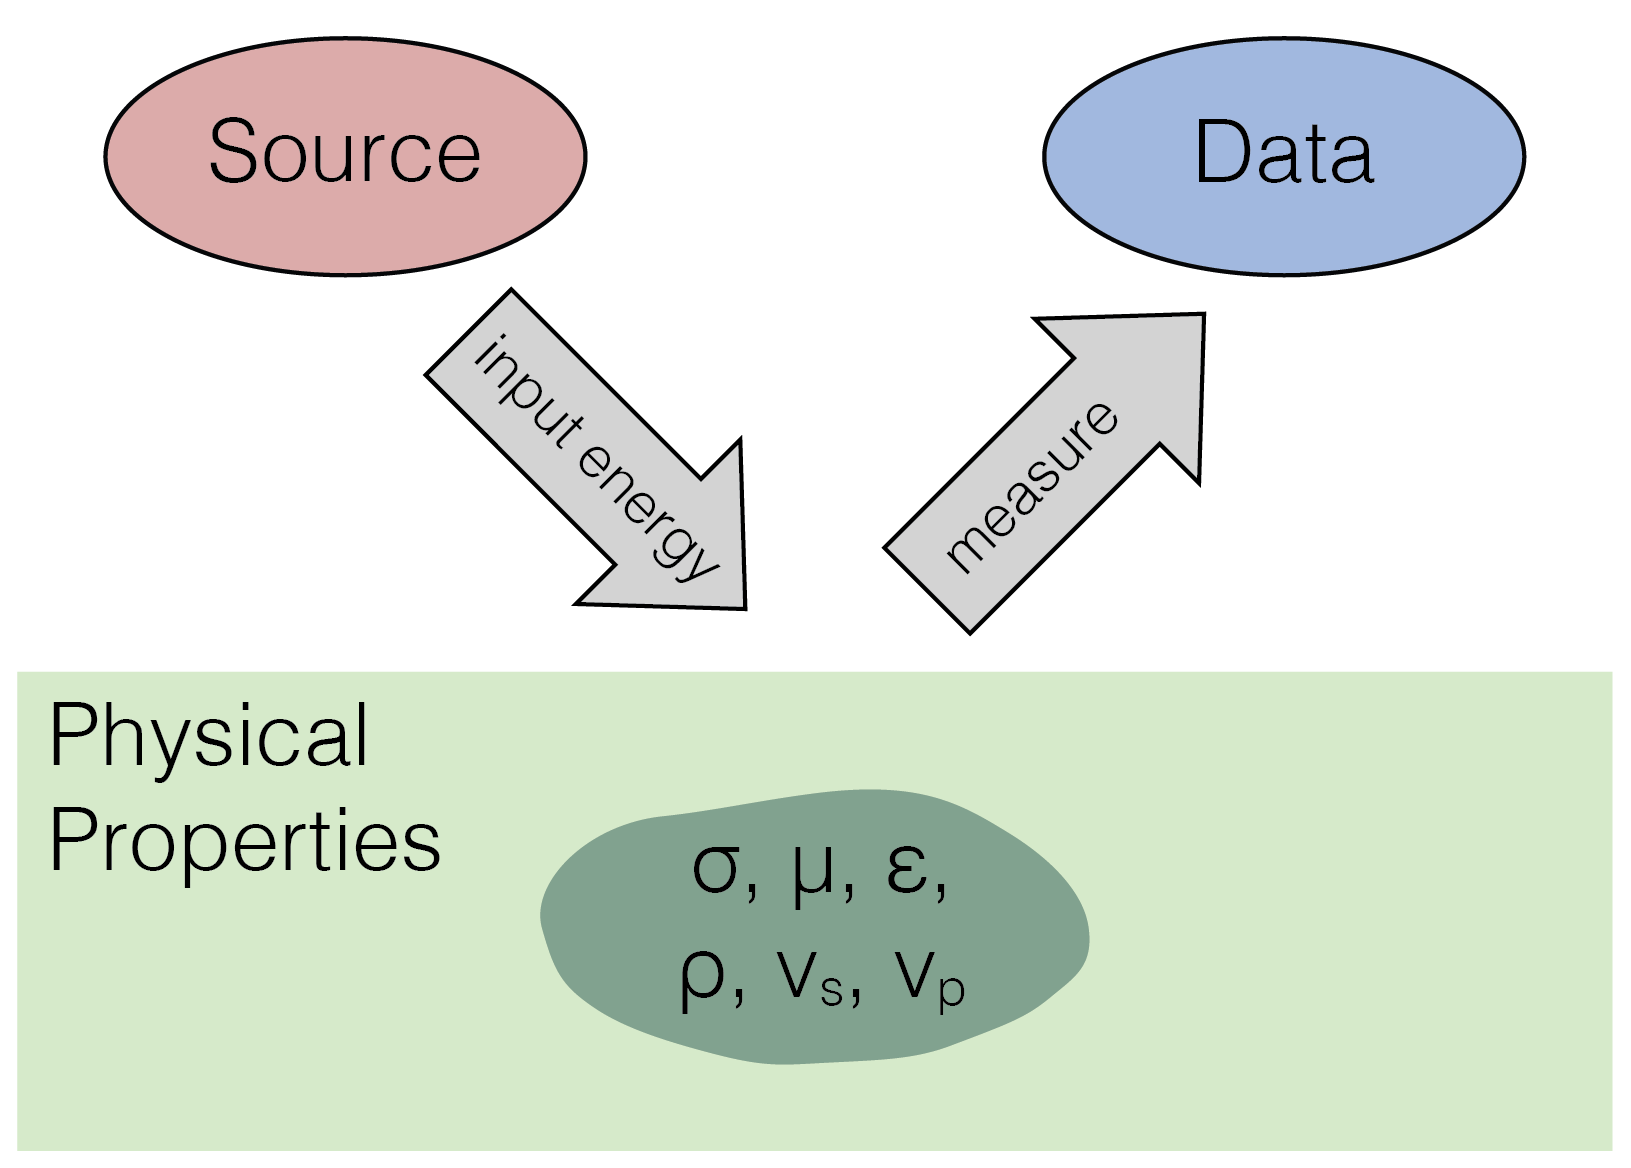 Source
Data
input energy
measure
Physical
Properties
σ, μ, ε,
ρ, vₛ, vₚ